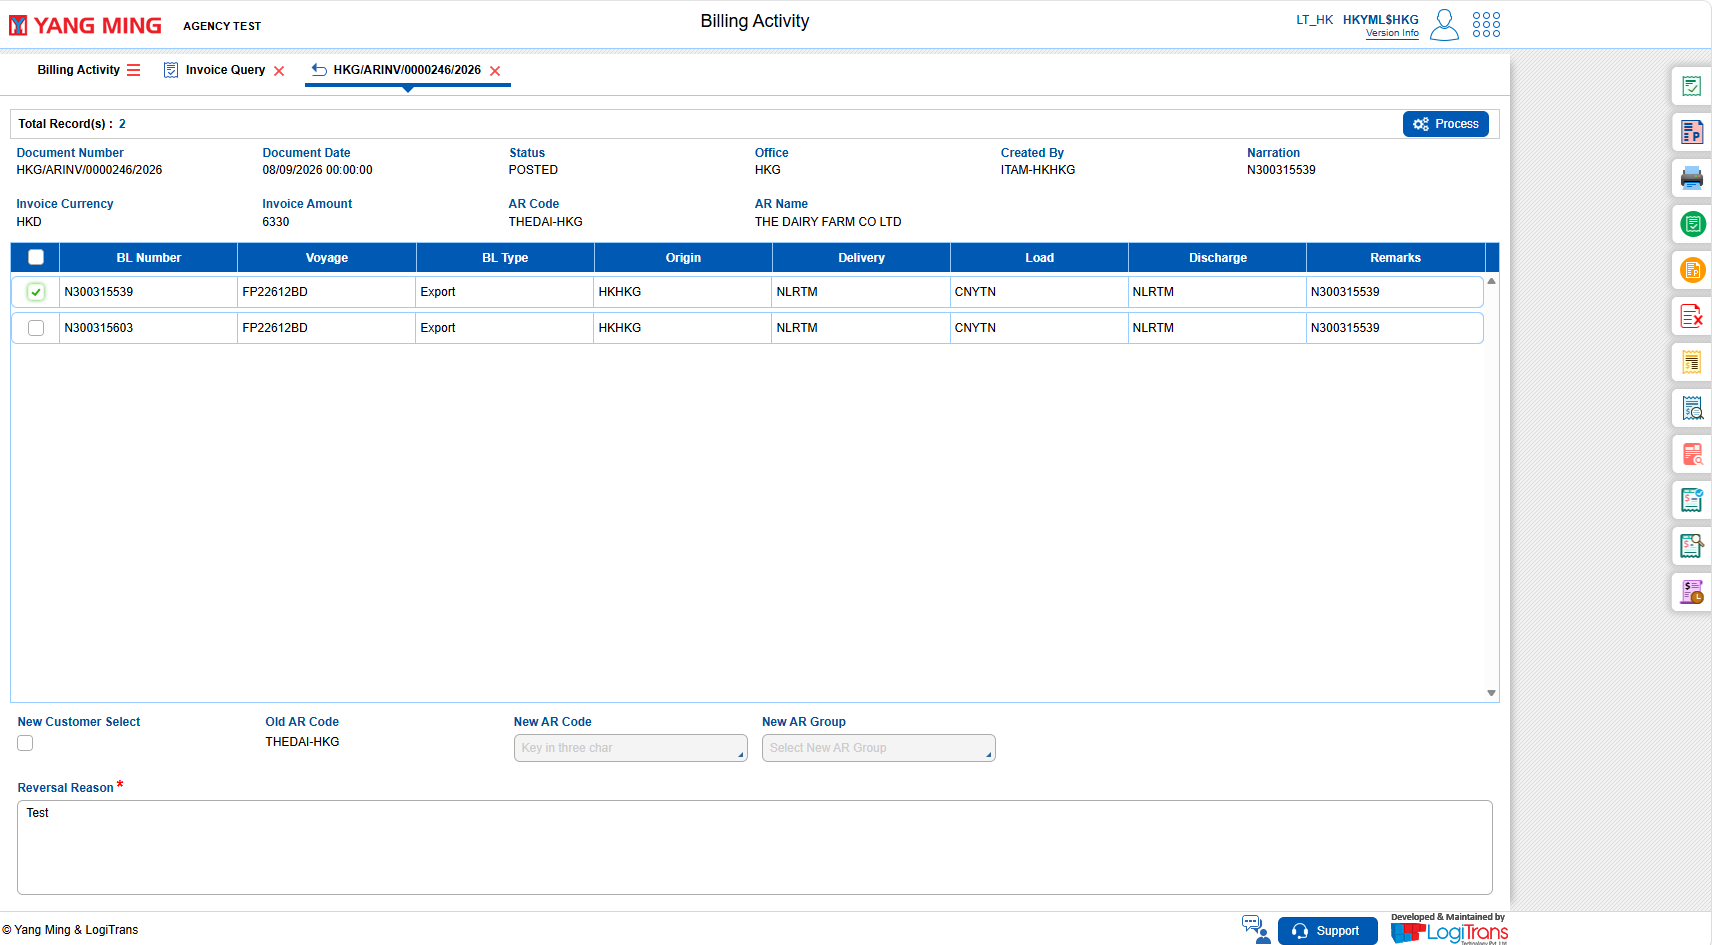 YANG MING AGENCY TEST Billing Activity LT_HK HKYML$HKG
Version Info
Billing Activity Invoice Query HKG/ARINV/0000246/2026
Total Record(s) : 2 Process
Document Number Document Date Status Office Created By Narration
HKG/ARINV/0000246/2026 08/09/2026 00:00:00 POSTED HKG ITAM-HKHKG N300315539
Invoice Currency Invoice Amount AR Code AR Name
HKD 6330 THEDAI-HKG THE DAIRY FARM CO LTD
BL Number Voyage BL Type Origin Delivery Load Discharge Remarks
N300315539 FP22612BD Export HKHKG NLRTM CNYTN NLRTM N300315539
N300315603 FP22612BD Export HKHKG NLRTM CNYTN NLRTM N300315539
New Customer Select Old AR Code New AR Code New AR Group
THEDAI-HKG Key in three char Select New AR Group
Reversal Reason *
Test
© Yang Ming & LogiTrans Support Developed & Maintained by
LogiTrans
Technology Pvt. Ltd.